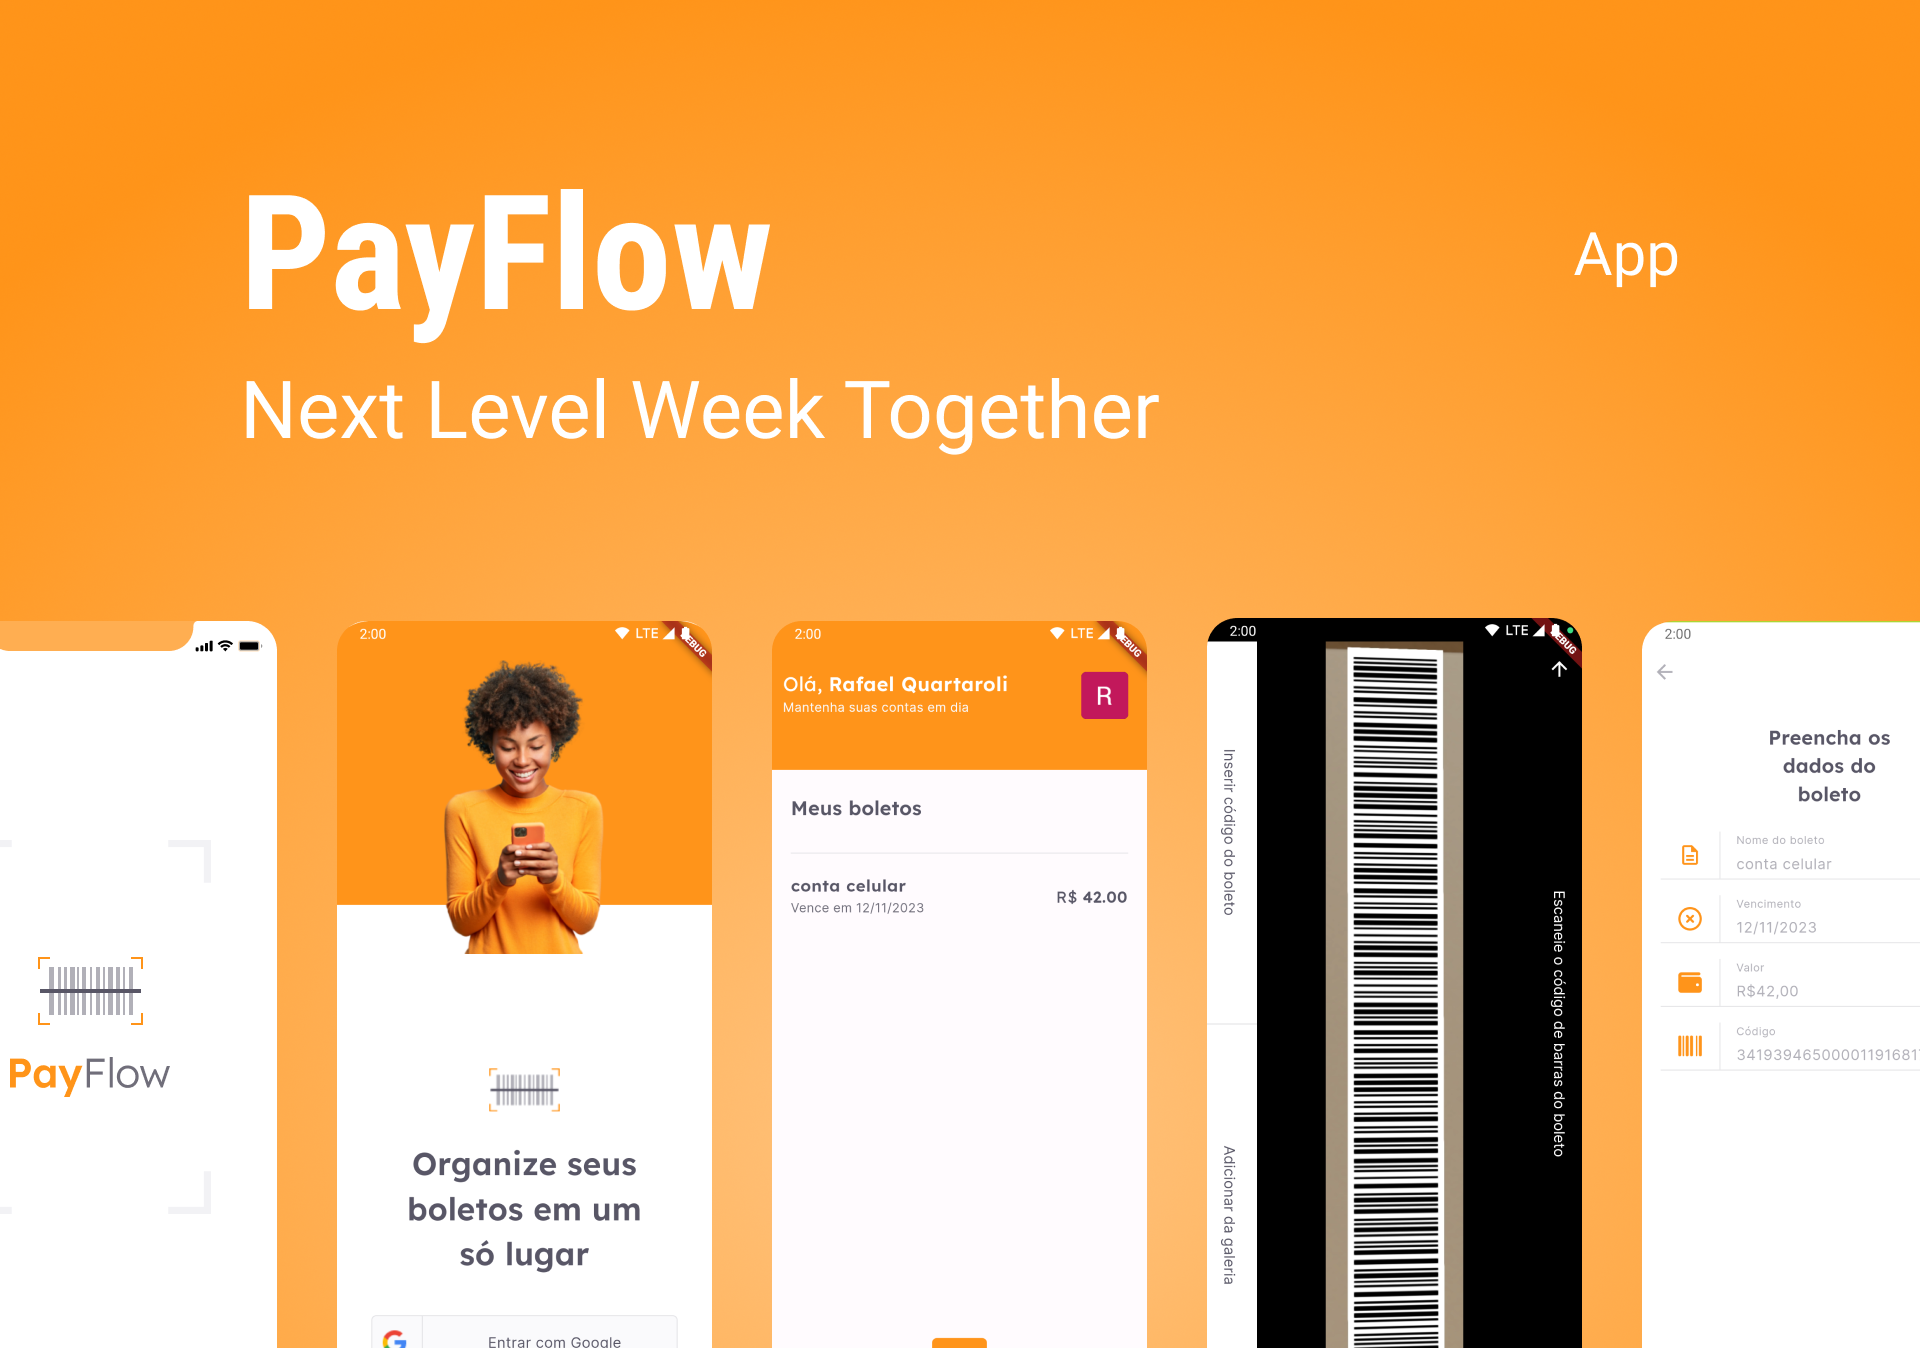 PayFlow
App
Next Level Week Together
PayFlow
2:00
LTE
Organize seus
boletos em um
só lugar
Entrar com Google
2:00
LTE
Olá, Rafael Quartaroli
Mantenha suas contas em dia
R
Meus boletos
conta celular
R$ 42.00
Vence em 12/11/2023
2:00
LTE
Inserir código do boleto
Adicionar da galeria
Escaneie o código de barras do boleto
2:00
Preencha os
dados do
boleto
Nome do boleto
conta celular
Vencimento
12/11/2023
Valor
R$42,00
Código